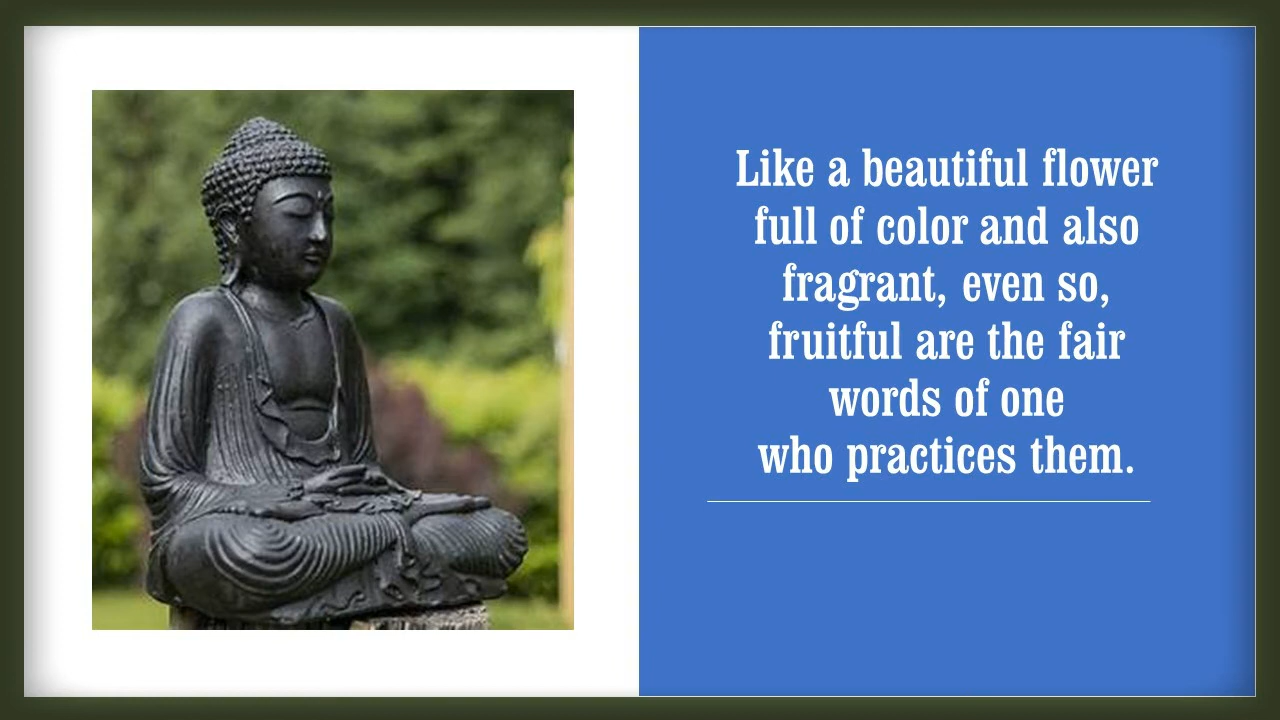 Like a beautiful flower
full of color and also
fragrant, even so,
fruitful are the fair
words of one
who practices them.